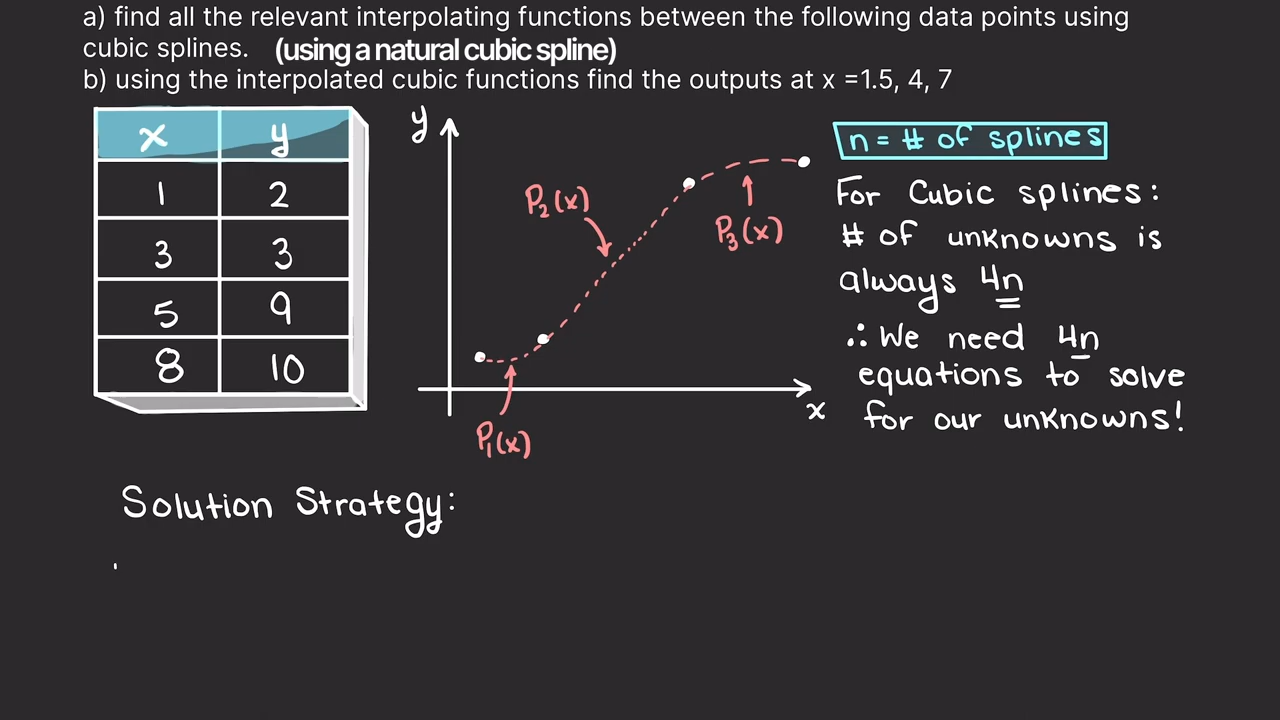 a) find all the relevant interpolating functions between the following data points using
cubic splines. (using a natural cubic spline)
b) using the interpolated cubic functions find the outputs at x =1.5, 4, 7
x y
1 2
3 3
5 9
8 10
y
P₂(x)
P₃(x)
P₁(x)
x
n = # of splines
For Cubic splines:
# of unknowns is
always 4n
∴ We need 4n
equations to solve
for our unknowns!
Solution Strategy: